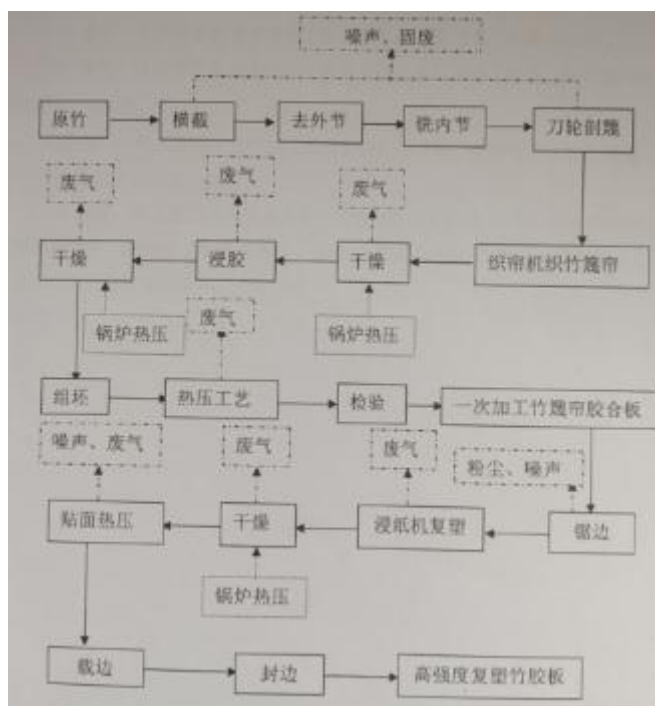 噪声、固废
原竹 横截 去外节 铣内节 刀轮剖篾
废气 废气 废气
干燥 浸胶 干燥 织帘机织竹篾帘
锅炉热压 废气 锅炉热压
组坯 热压工艺 检验 一次加工竹篾帘胶合板
噪声、废气 废气 废气 粉尘、噪声
贴面热压 干燥 浸纸机复塑 锯边
锅炉热压
载边 封边 高强度复塑竹胶板